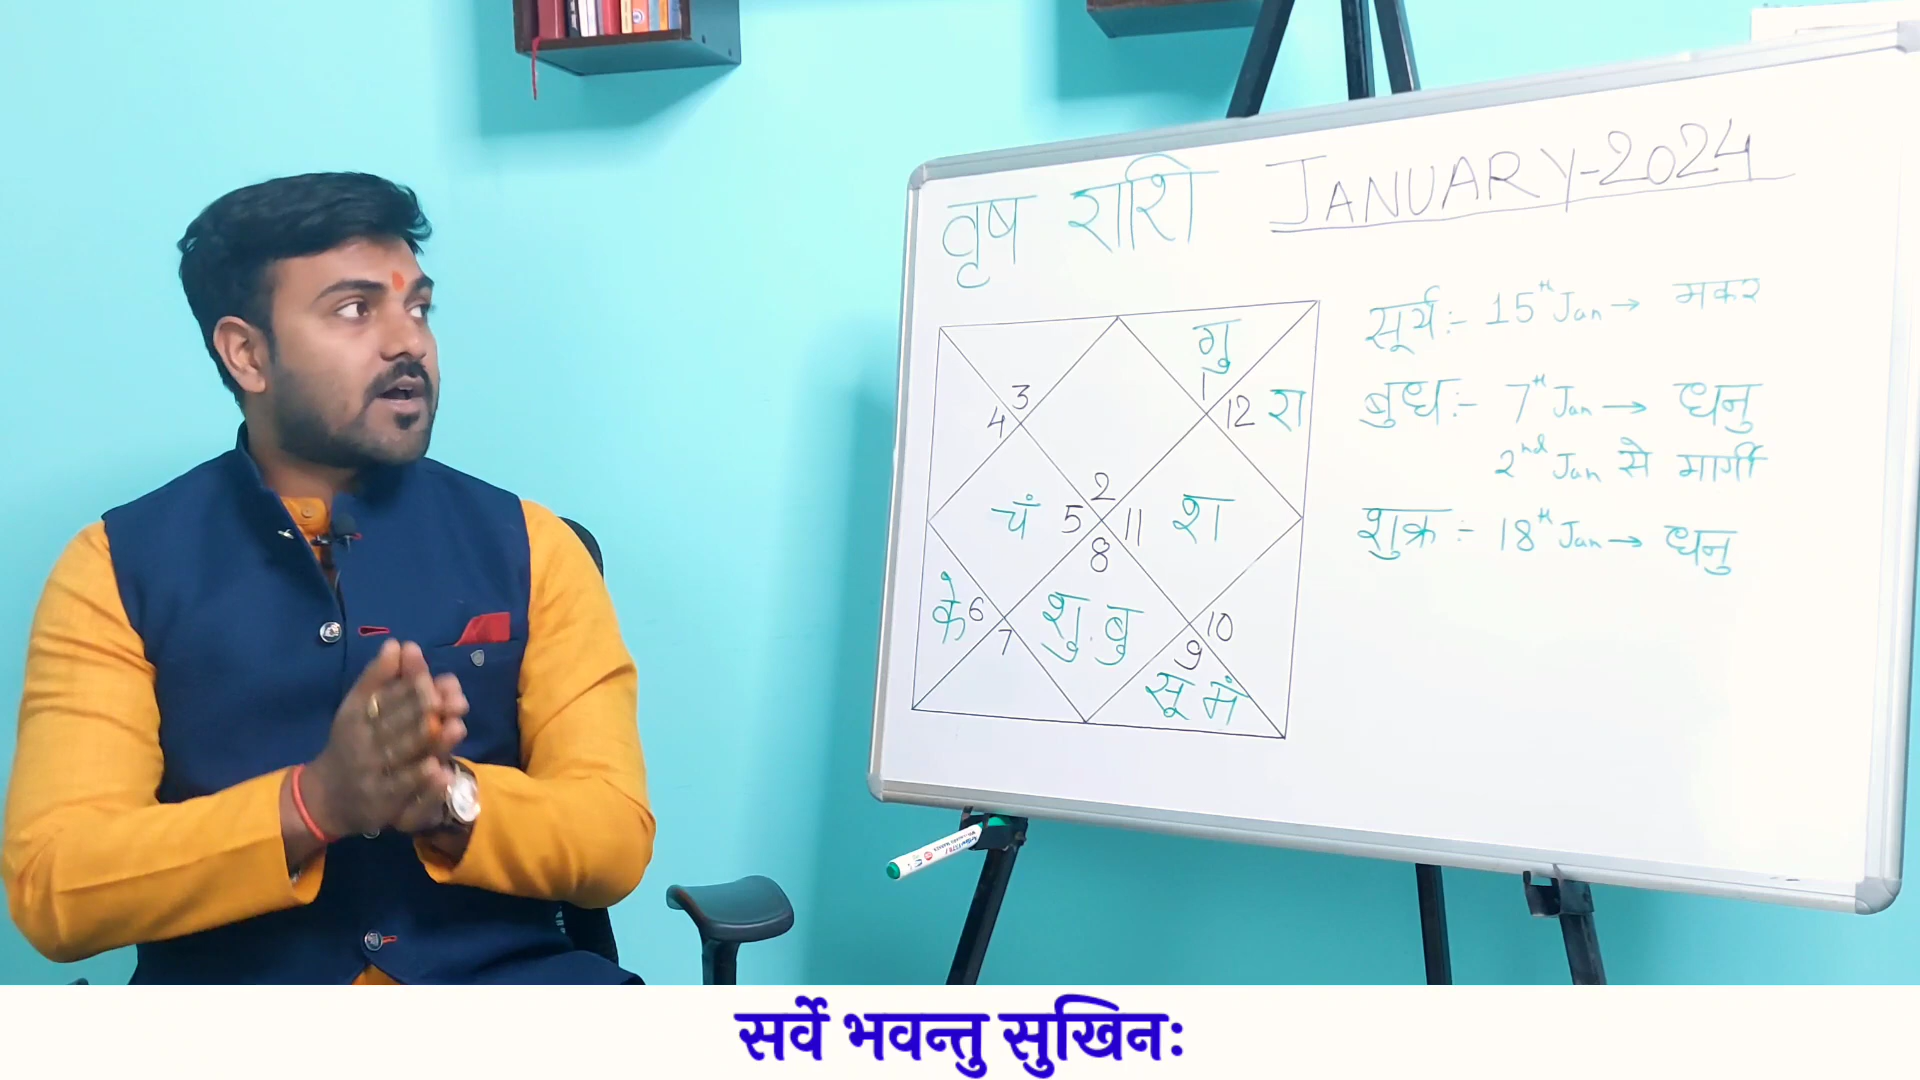 वृष राशि JANUARY-2024
सूर्य:- 15th Jan → मकर
बुध:- 7th Jan → धनु
2nd Jan से मार्गी
शुक्र:- 18th Jan → धनु
गु
3
1
4
12 रा
2
चं 5 11 श
8
के 6 शु. बु 10
7 9
सू मं
सर्वे भवन्तु सुखिनः